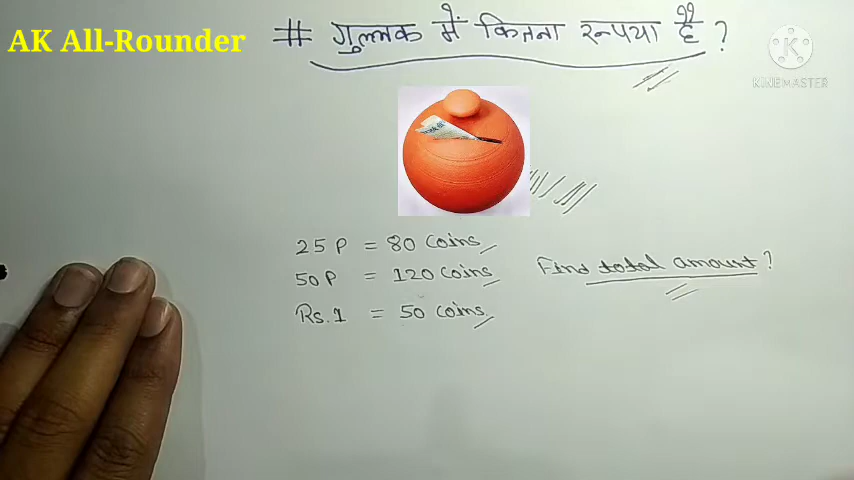 AK All-Rounder
# गुल्लक में कितना रूपया है ?
KINEMASTER
25 P = 80 Coins
50 P = 120 Coins
Rs. 1 = 50 Coins
Find total amount ?